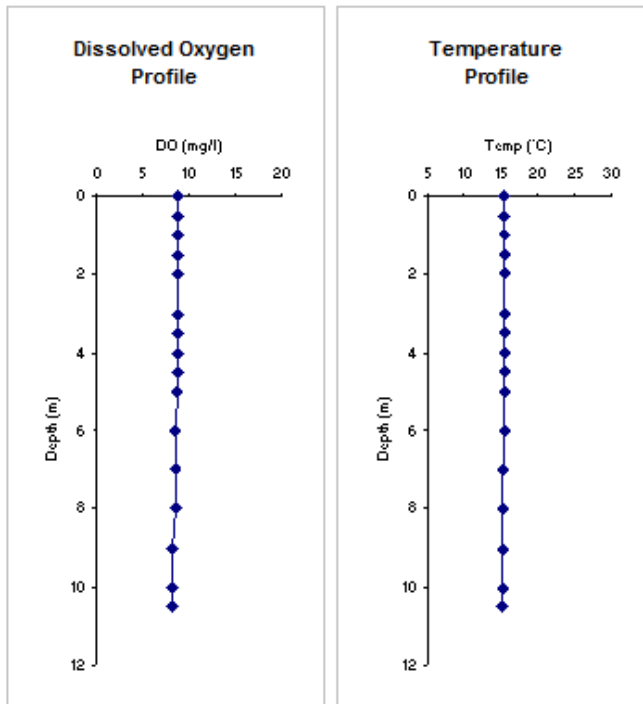 Dissolved Oxygen
Profile
DO (mg/l)
0 5 10 15 20
0
2
4
6
8
10
12
Depth (m)
Temperature
Profile
Temp (°C)
5 10 15 20 25 30
0
2
4
6
8
10
12
Depth (m)